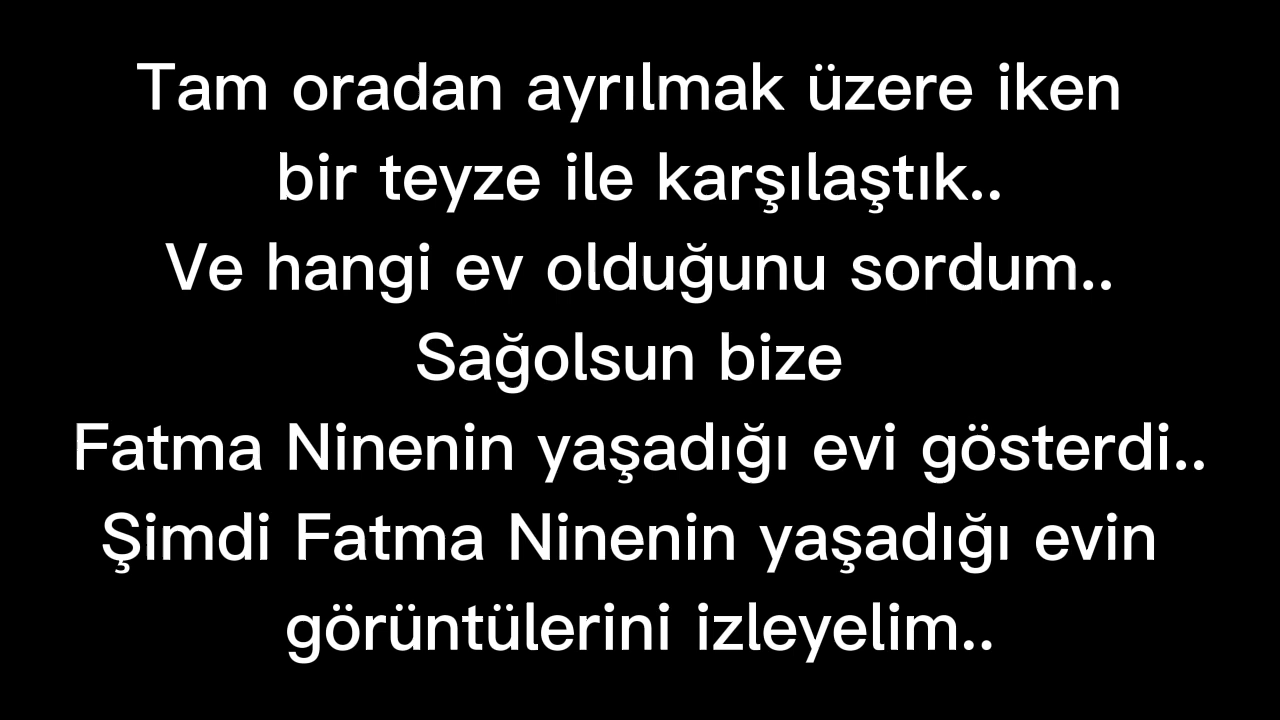 Tam oradan ayrılmak üzere iken
bir teyze ile karşılaştık..
Ve hangi ev olduğunu sordum..
Sağolsun bize
Fatma Ninenin yaşadığı evi gösterdi..
Şimdi Fatma Ninenin yaşadığı evin
görüntülerini izleyelim..